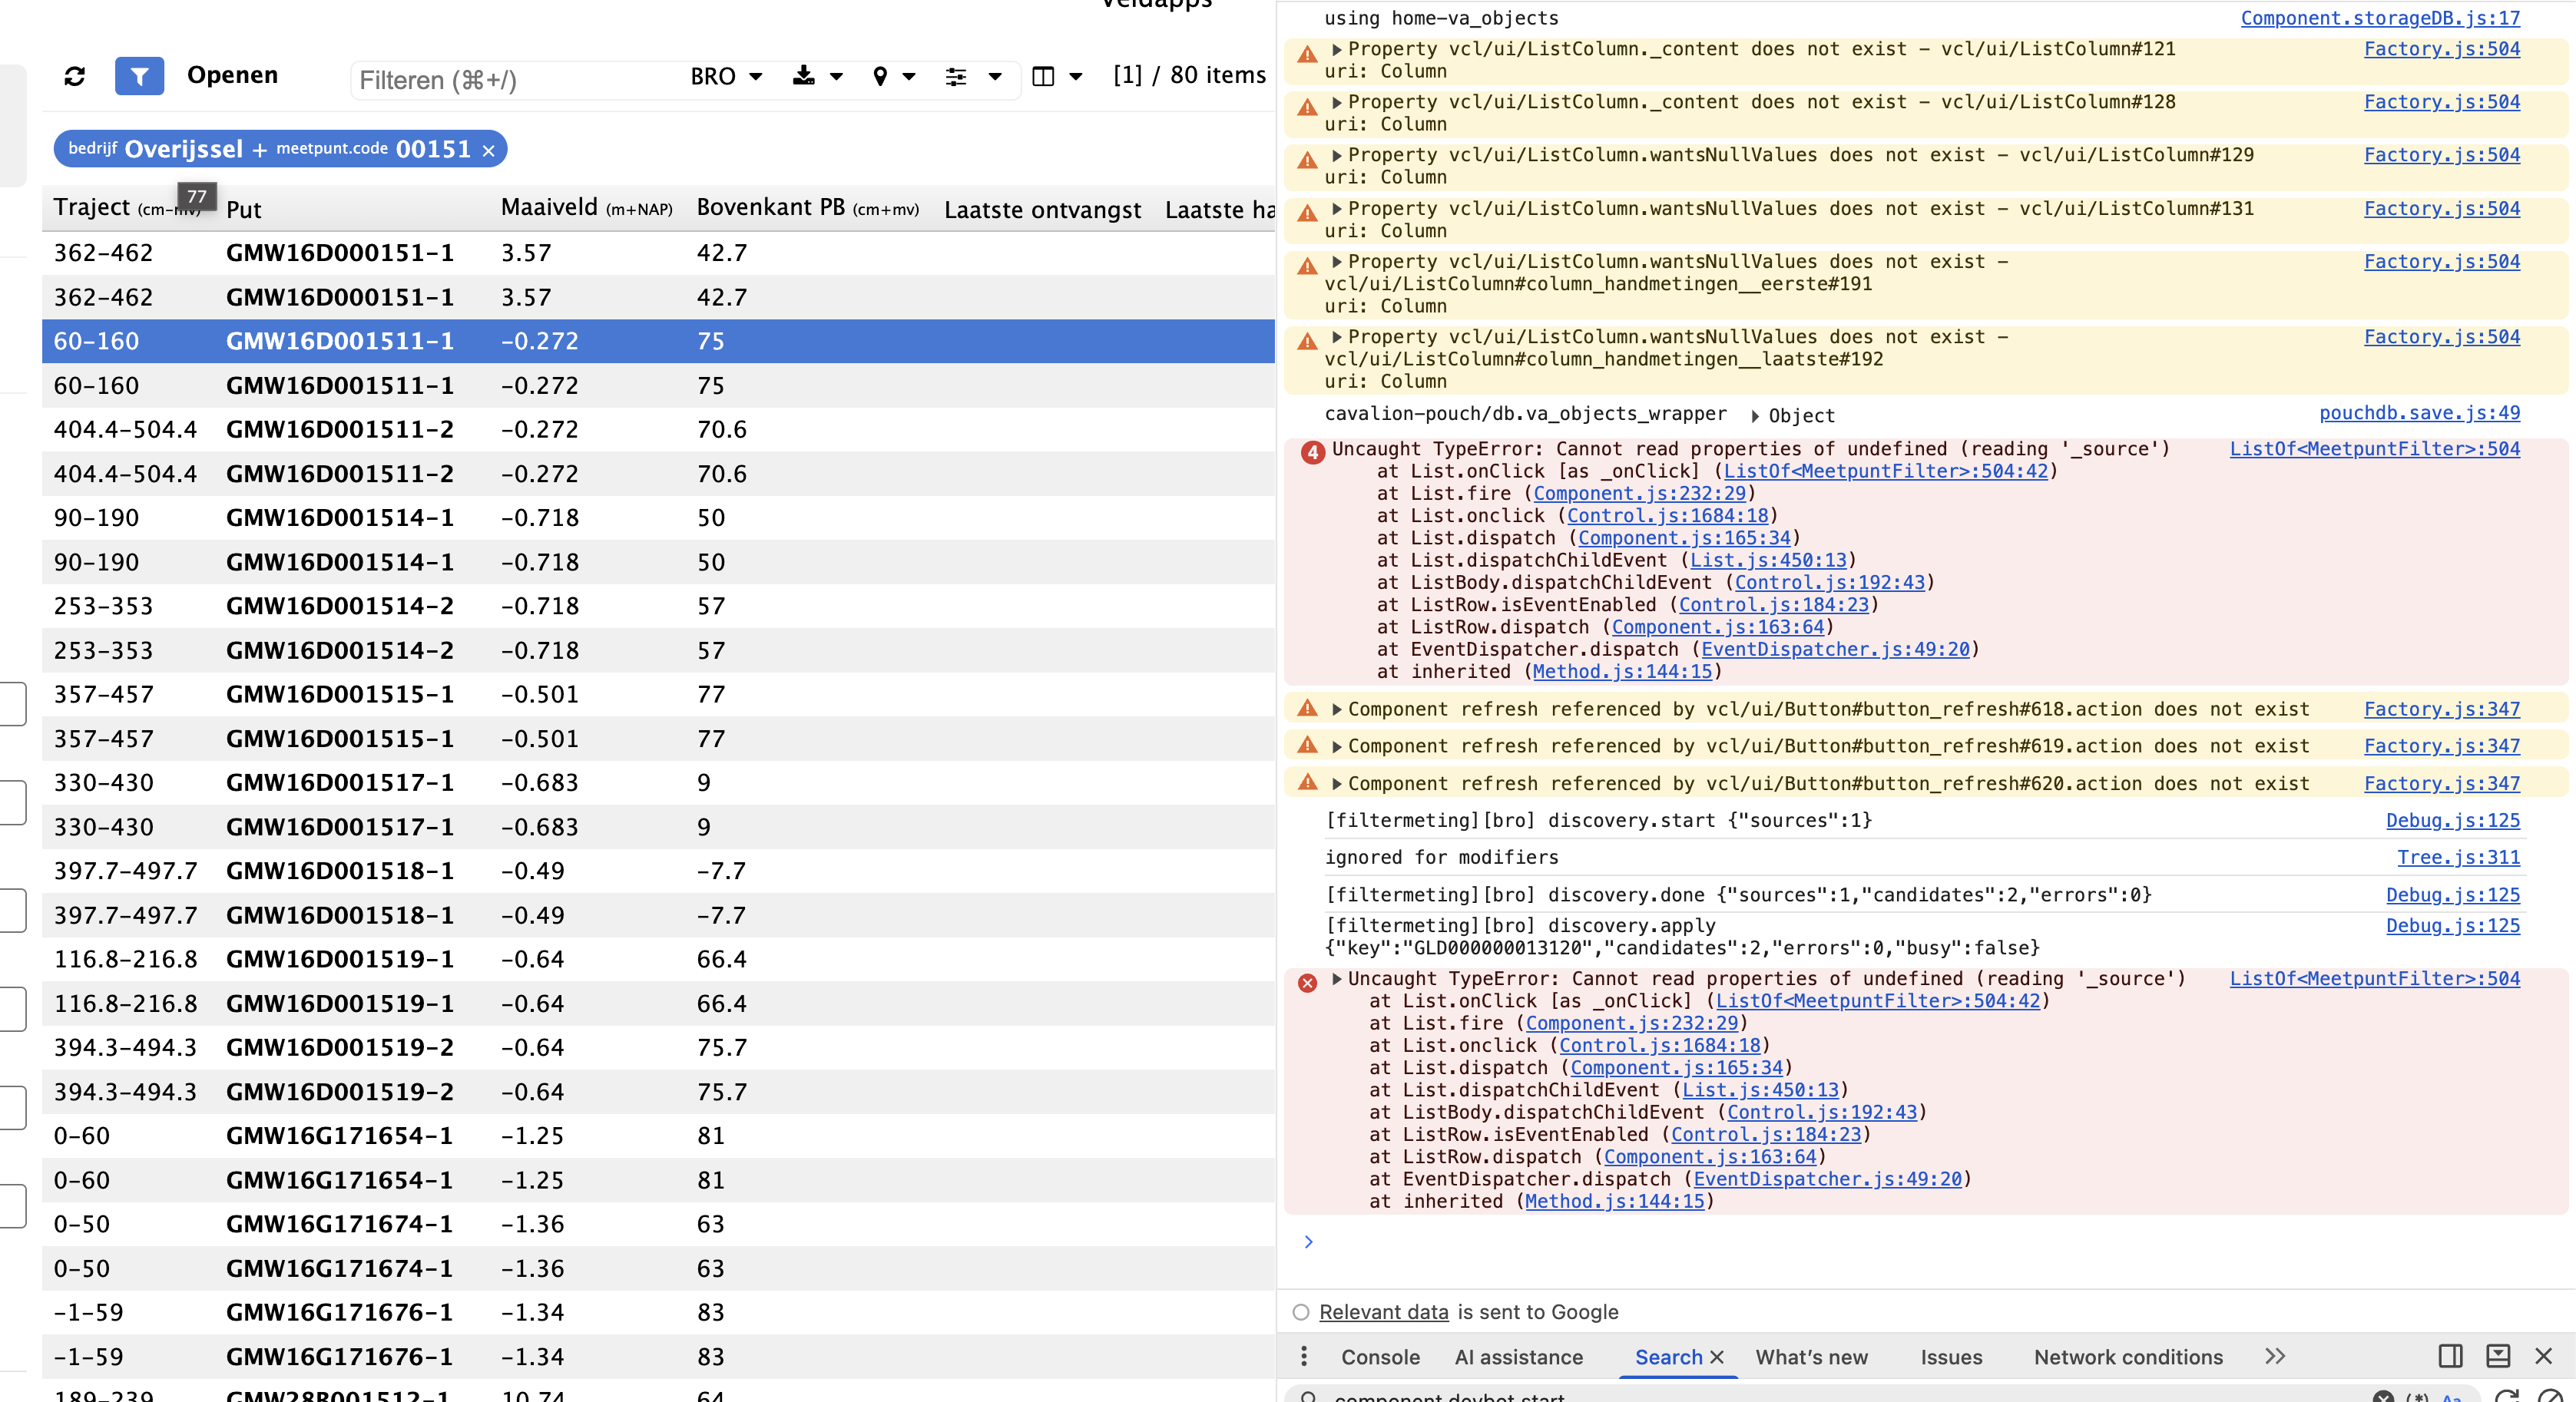 Veldapps
Openen
Filteren (⌘+/)
BRO
[1] / 80 items
bedrijf Overijssel + meetpunt.code 00151 ×
77
Traject (cm-mv) Put Maaiveld (m+NAP) Bovenkant PB (cm+mv) Laatste ontvangst Laatste ha
362-462 GMW16D000151-1 3.57 42.7
362-462 GMW16D000151-1 3.57 42.7
60-160 GMW16D001511-1 -0.272 75
60-160 GMW16D001511-1 -0.272 75
404.4-504.4 GMW16D001511-2 -0.272 70.6
404.4-504.4 GMW16D001511-2 -0.272 70.6
90-190 GMW16D001514-1 -0.718 50
90-190 GMW16D001514-1 -0.718 50
253-353 GMW16D001514-2 -0.718 57
253-353 GMW16D001514-2 -0.718 57
357-457 GMW16D001515-1 -0.501 77
357-457 GMW16D001515-1 -0.501 77
330-430 GMW16D001517-1 -0.683 9
330-430 GMW16D001517-1 -0.683 9
397.7-497.7 GMW16D001518-1 -0.49 -7.7
397.7-497.7 GMW16D001518-1 -0.49 -7.7
116.8-216.8 GMW16D001519-1 -0.64 66.4
116.8-216.8 GMW16D001519-1 -0.64 66.4
394.3-494.3 GMW16D001519-2 -0.64 75.7
394.3-494.3 GMW16D001519-2 -0.64 75.7
0-60 GMW16G171654-1 -1.25 81
0-60 GMW16G171654-1 -1.25 81
0-50 GMW16G171674-1 -1.36 63
0-50 GMW16G171674-1 -1.36 63
-1-59 GMW16G171676-1 -1.34 83
-1-59 GMW16G171676-1 -1.34 83
189-239 GMW28B001512-1 10.74 64
using home-va_objects Component.storageDB.js:17
Property vcl/ui/ListColumn._content does not exist - vcl/ui/ListColumn#121 Factory.js:504
uri: Column
Property vcl/ui/ListColumn._content does not exist - vcl/ui/ListColumn#128 Factory.js:504
uri: Column
Property vcl/ui/ListColumn.wantsNullValues does not exist - vcl/ui/ListColumn#129 Factory.js:504
uri: Column
Property vcl/ui/ListColumn.wantsNullValues does not exist - vcl/ui/ListColumn#131 Factory.js:504
uri: Column
Property vcl/ui/ListColumn.wantsNullValues does not exist - Factory.js:504
vcl/ui/ListColumn#column_handmetingen__eerste#191
uri: Column
Property vcl/ui/ListColumn.wantsNullValues does not exist - Factory.js:504
vcl/ui/ListColumn#column_handmetingen__laatste#192
uri: Column
cavalion-pouch/db.va_objects_wrapper Object pouchdb.save.js:49
4 Uncaught TypeError: Cannot read properties of undefined (reading '_source') ListOf<MeetpuntFilter>:504
at List.onClick [as _onClick] (ListOf<MeetpuntFilter>:504:42)
at List.fire (Component.js:232:29)
at List.onclick (Control.js:1684:18)
at List.dispatch (Component.js:165:34)
at List.dispatchChildEvent (List.js:450:13)
at ListBody.dispatchChildEvent (Control.js:192:43)
at ListRow.isEventEnabled (Control.js:184:23)
at ListRow.dispatch (Component.js:163:64)
at EventDispatcher.dispatch (EventDispatcher.js:49:20)
at inherited (Method.js:144:15)
Component refresh referenced by vcl/ui/Button#button_refresh#618.action does not exist Factory.js:347
Component refresh referenced by vcl/ui/Button#button_refresh#619.action does not exist Factory.js:347
Component refresh referenced by vcl/ui/Button#button_refresh#620.action does not exist Factory.js:347
[filtermeting][bro] discovery.start {"sources":1} Debug.js:125
ignored for modifiers Tree.js:311
[filtermeting][bro] discovery.done {"sources":1,"candidates":2,"errors":0} Debug.js:125
[filtermeting][bro] discovery.apply Debug.js:125
{"key":"GLD000000013120","candidates":2,"errors":0,"busy":false}
Uncaught TypeError: Cannot read properties of undefined (reading '_source') ListOf<MeetpuntFilter>:504
at List.onClick [as _onClick] (ListOf<MeetpuntFilter>:504:42)
at List.fire (Component.js:232:29)
at List.onclick (Control.js:1684:18)
at List.dispatch (Component.js:165:34)
at List.dispatchChildEvent (List.js:450:13)
at ListBody.dispatchChildEvent (Control.js:192:43)
at ListRow.isEventEnabled (Control.js:184:23)
at ListRow.dispatch (Component.js:163:64)
at EventDispatcher.dispatch (EventDispatcher.js:49:20)
at inherited (Method.js:144:15)
Relevant data is sent to Google
Console AI assistance Search What's new Issues Network conditions
component devbot start